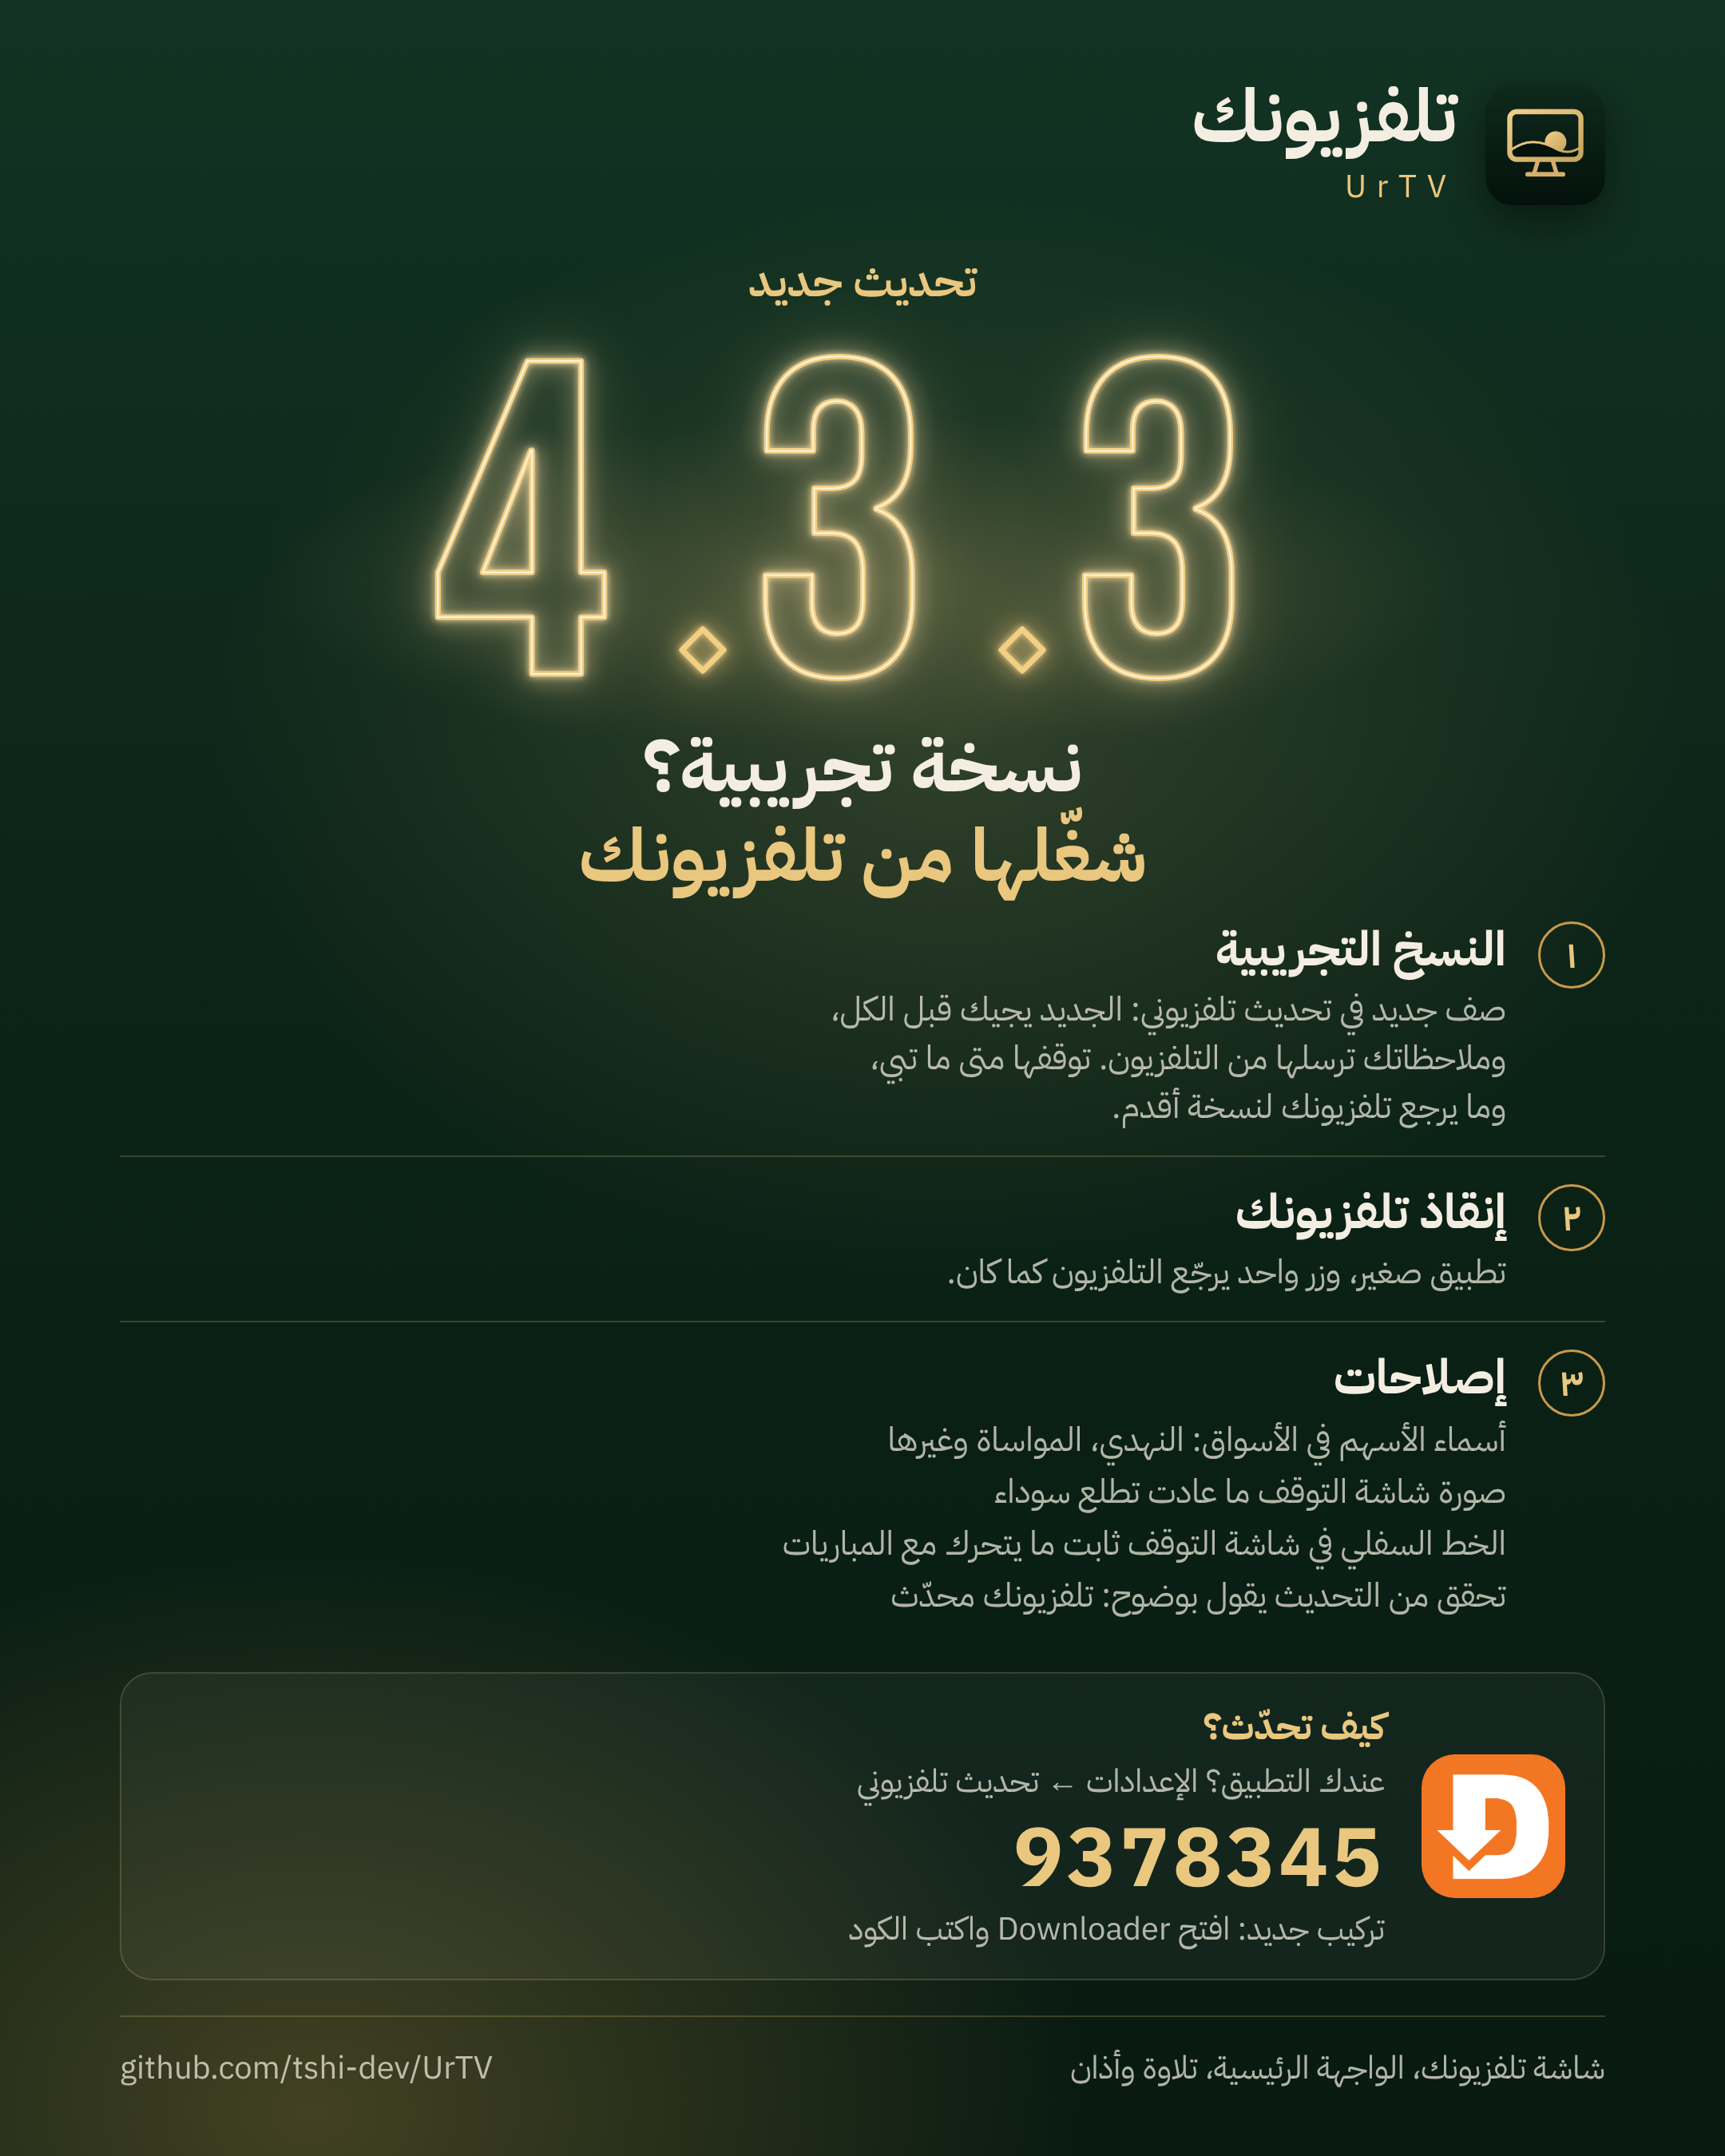 تلفزيونك
UrTV
تحديث جديد
4.3.3
نسخة تجريبية؟
شغّلها من تلفزيونك
١
النسخ التجريبية
صف جديد في تحديث تلفزيوني: الجديد يجيك قبل الكل،
وملاحظاتك ترسلها من التلفزيون. توقفها متى ما تبي،
وما يرجع تلفزيونك لنسخة أقدم.
٢
إنقاذ تلفزيونك
تطبيق صغير، وزر واحد يرجّع التلفزيون كما كان.
٣
إصلاحات
أسماء الأسهم في الأسواق: النهدي، المواساة وغيرها
صورة شاشة التوقف ما عادت تطلع سوداء
الخط السفلي في شاشة التوقف ثابت ما يتحرك مع المباريات
تحقق من التحديث يقول بوضوح: تلفزيونك محدّث
كيف تحدّث؟
عندك التطبيق؟ الإعدادات ← تحديث تلفزيوني
9378345
تركيب جديد: افتح Downloader واكتب الكود
شاشة تلفزيونك، الواجهة الرئيسية، تلاوة وأذان
github.com/tshi-dev/UrTV